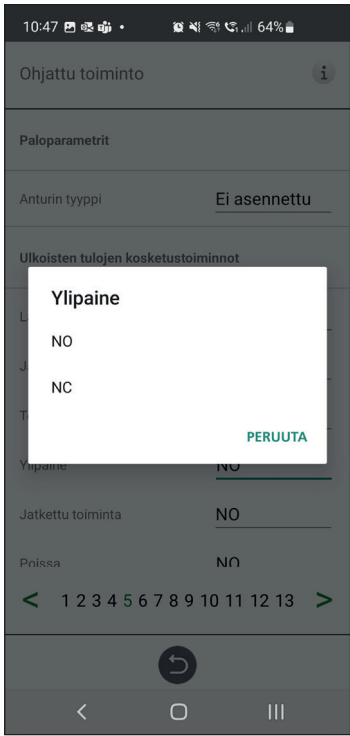 10:47 64%
Ohjattu toiminto
Paloparametrit
Anturin tyyppi Ei asennettu
Ulkoisten tulojen kosketustoiminnot
Ylipaine
NO
NC
PERUUTA
Ylipaine NO
Jatkettu toiminta NO
Poissa NO
< 1 2 3 4 5 6 7 8 9 10 11 12 13 >